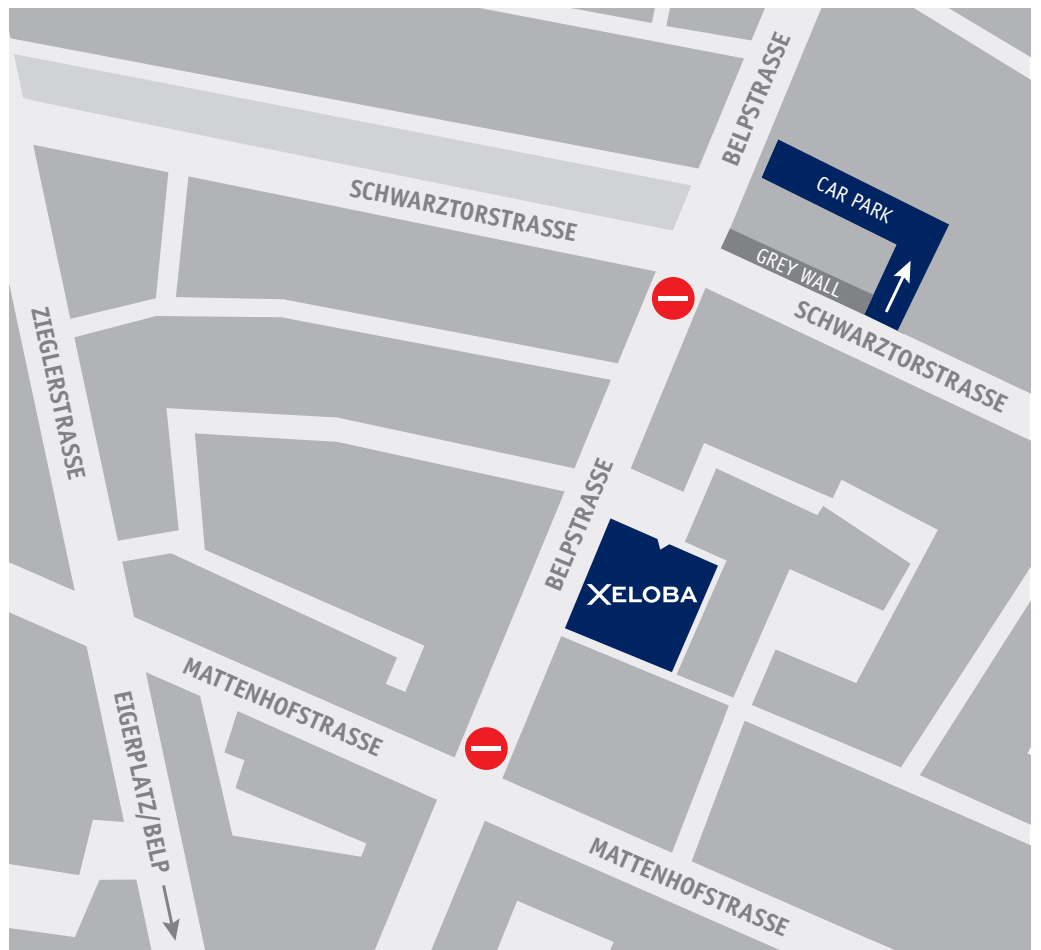 BELPSTRASSE
CAR PARK
SCHWARZTORSTRASSE
GREY WALL
SCHWARZTORSTRASSE
ZIEGLERSTRASSE
BELPSTRASSE
XELOBA
MATTENHOFSTRASSE
EIGERPLATZ/BELP
MATTENHOFSTRASSE